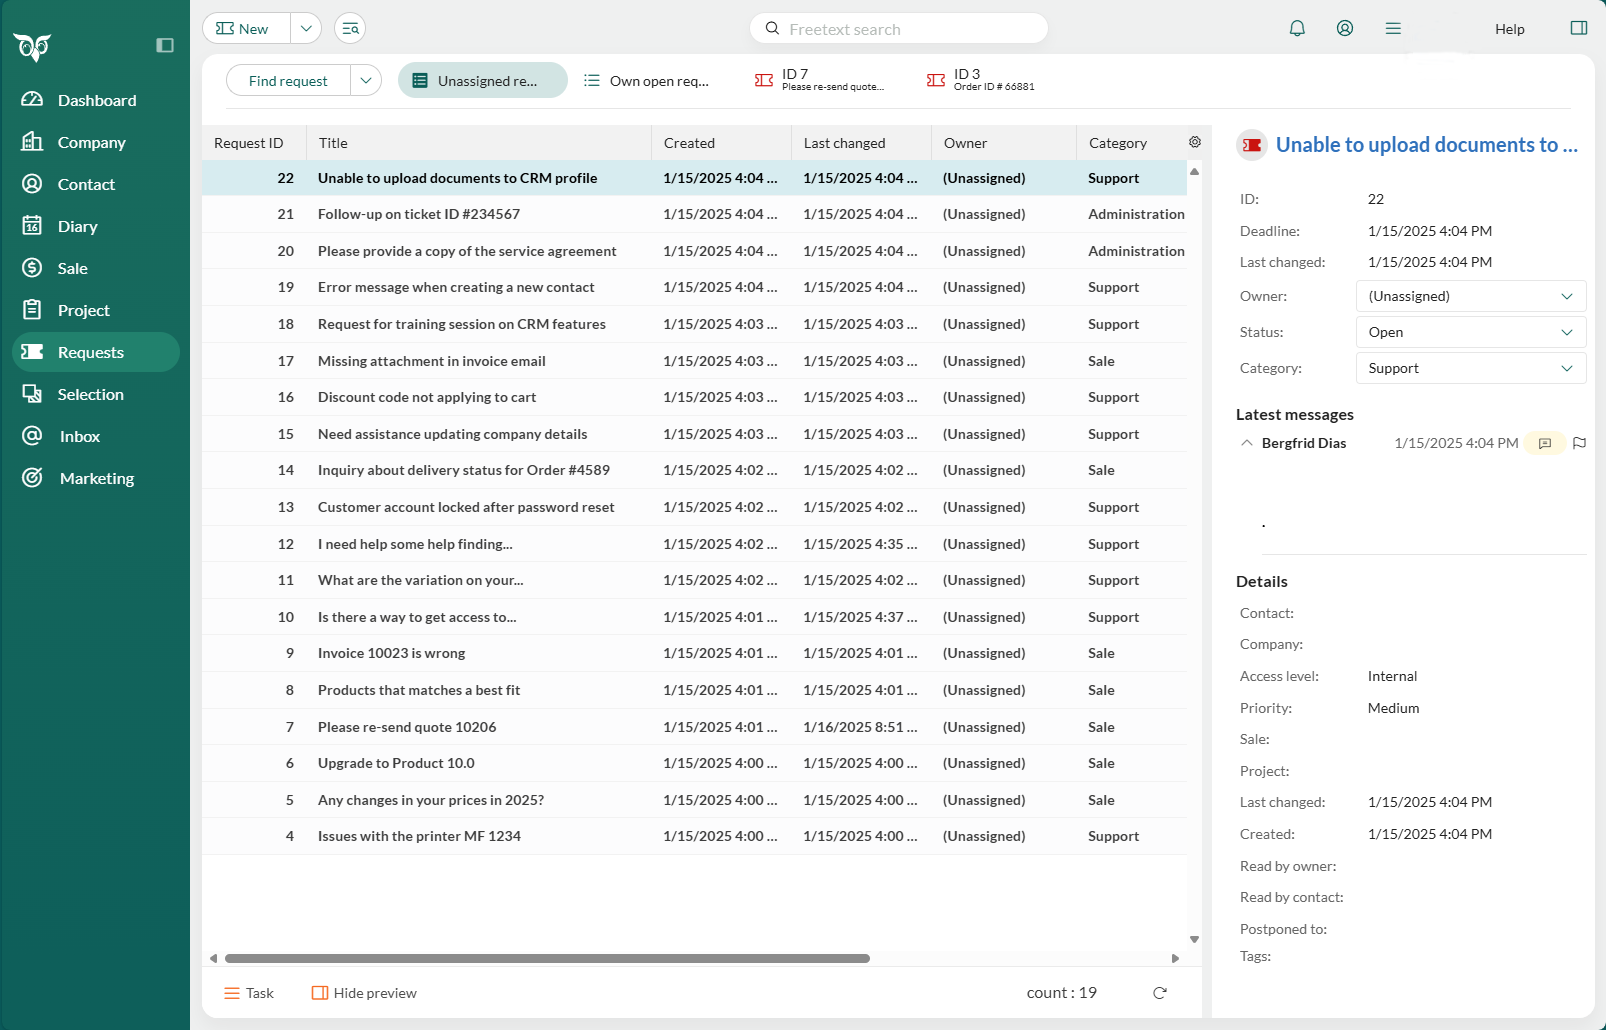 New
Freetext search
Help
Find request
Unassigned re...
Own open req...
ID 7
Please re-send quote...
ID 3
Order ID # 66881
Dashboard
Company
Contact
16
Diary
Sale
Project
Requests
Selection
Inbox
Marketing
Request ID Title Created Last changed Owner Category
22 Unable to upload documents to CRM profile 1/15/2025 4:04 ... 1/15/2025 4:04 ... (Unassigned) Support
21 Follow-up on ticket ID #234567 1/15/2025 4:04 ... 1/15/2025 4:04 ... (Unassigned) Administration
20 Please provide a copy of the service agreement 1/15/2025 4:04 ... 1/15/2025 4:04 ... (Unassigned) Administration
19 Error message when creating a new contact 1/15/2025 4:04 ... 1/15/2025 4:04 ... (Unassigned) Support
18 Request for training session on CRM features 1/15/2025 4:03 ... 1/15/2025 4:03 ... (Unassigned) Support
17 Missing attachment in invoice email 1/15/2025 4:03 ... 1/15/2025 4:03 ... (Unassigned) Sale
16 Discount code not applying to cart 1/15/2025 4:03 ... 1/15/2025 4:03 ... (Unassigned) Support
15 Need assistance updating company details 1/15/2025 4:03 ... 1/15/2025 4:03 ... (Unassigned) Support
14 Inquiry about delivery status for Order #4589 1/15/2025 4:02 ... 1/15/2025 4:02 ... (Unassigned) Sale
13 Customer account locked after password reset 1/15/2025 4:02 ... 1/15/2025 4:02 ... (Unassigned) Support
12 I need help some help finding... 1/15/2025 4:02 ... 1/15/2025 4:35 ... (Unassigned) Support
11 What are the variation on your... 1/15/2025 4:02 ... 1/15/2025 4:02 ... (Unassigned) Support
10 Is there a way to get access to... 1/15/2025 4:01 ... 1/15/2025 4:37 ... (Unassigned) Support
9 Invoice 10023 is wrong 1/15/2025 4:01 ... 1/15/2025 4:01 ... (Unassigned) Sale
8 Products that matches a best fit 1/15/2025 4:01 ... 1/15/2025 4:01 ... (Unassigned) Sale
7 Please re-send quote 10206 1/15/2025 4:01 ... 1/16/2025 8:51 ... (Unassigned) Sale
6 Upgrade to Product 10.0 1/15/2025 4:00 ... 1/15/2025 4:00 ... (Unassigned) Sale
5 Any changes in your prices in 2025? 1/15/2025 4:00 ... 1/15/2025 4:00 ... (Unassigned) Sale
4 Issues with the printer MF 1234 1/15/2025 4:00 ... 1/15/2025 4:00 ... (Unassigned) Support
Task
Hide preview
count : 19
Unable to upload documents to ...
ID: 22
Deadline: 1/15/2025 4:04 PM
Last changed: 1/15/2025 4:04 PM
Owner: (Unassigned)
Status: Open
Category: Support
Latest messages
Bergfrid Dias 1/15/2025 4:04 PM
.
Details
Contact:
Company:
Access level: Internal
Priority: Medium
Sale:
Project:
Last changed: 1/15/2025 4:04 PM
Created: 1/15/2025 4:04 PM
Read by owner:
Read by contact:
Postponed to:
Tags: